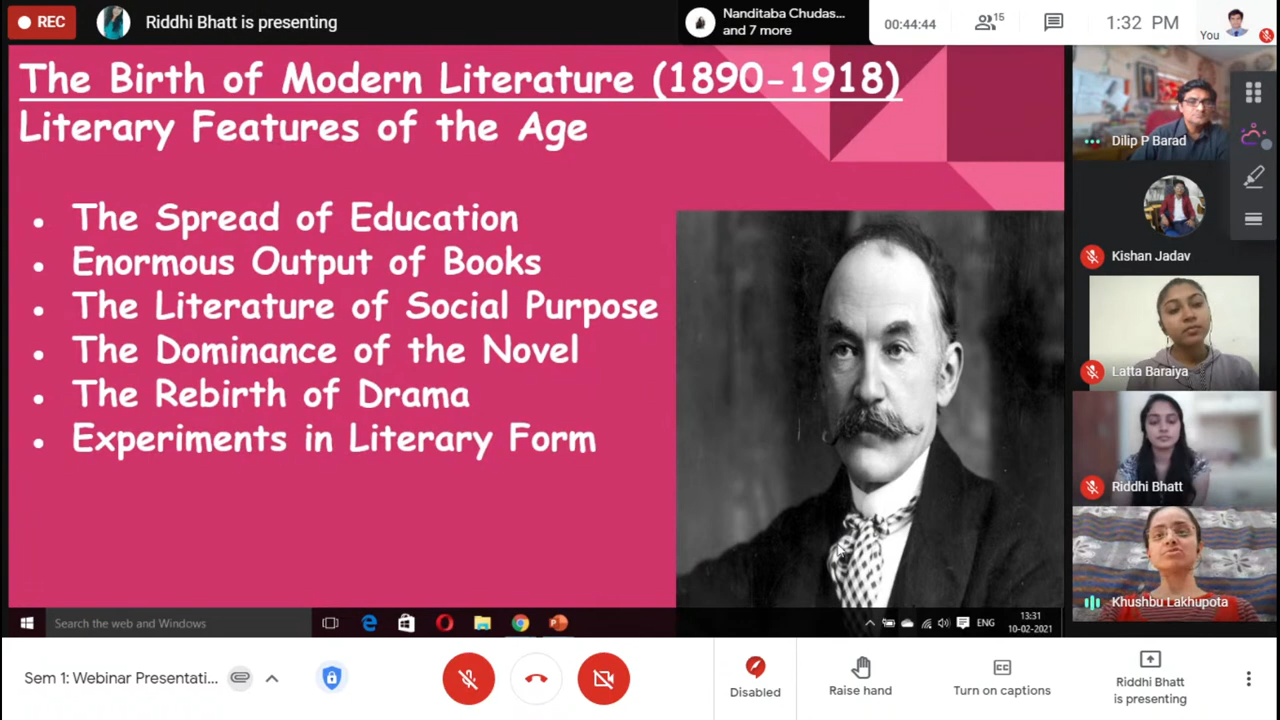 REC
Riddhi Bhatt is presenting
Nanditaba Chudas...
and 7 more
00:44:44
15
1:32 PM
You
The Birth of Modern Literature (1890-1918)
Literary Features of the Age
• The Spread of Education
• Enormous Output of Books
• The Literature of Social Purpose
• The Dominance of the Novel
• The Rebirth of Drama
• Experiments in Literary Form
Dilip P Barad
Kishan Jadav
Latta Baraiya
Riddhi Bhatt
Khushbu Lakhupota
Search the web and Windows
ENG
13:31
10-02-2021
Sem 1: Webinar Presentati...
Disabled
Raise hand
CC
Turn on captions
Riddhi Bhatt
is presenting